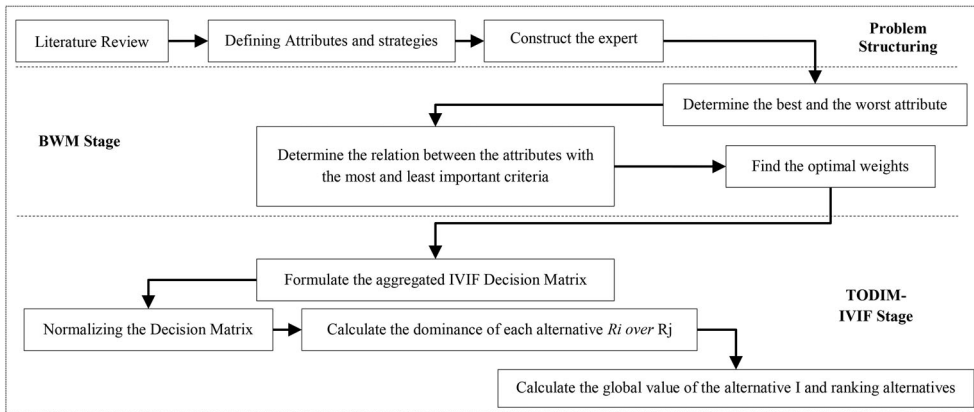 Literature Review
Defining Attributes and strategies
Construct the expert
Problem
Structuring
Determine the best and the worst attribute
BWM Stage
Determine the relation between the attributes with
the most and least important criteria
Find the optimal weights
Formulate the aggregated IVIF Decision Matrix
TODIM-
IVIF Stage
Normalizing the Decision Matrix
Calculate the dominance of each alternative Ri over Rj
Calculate the global value of the alternative I and ranking alternatives